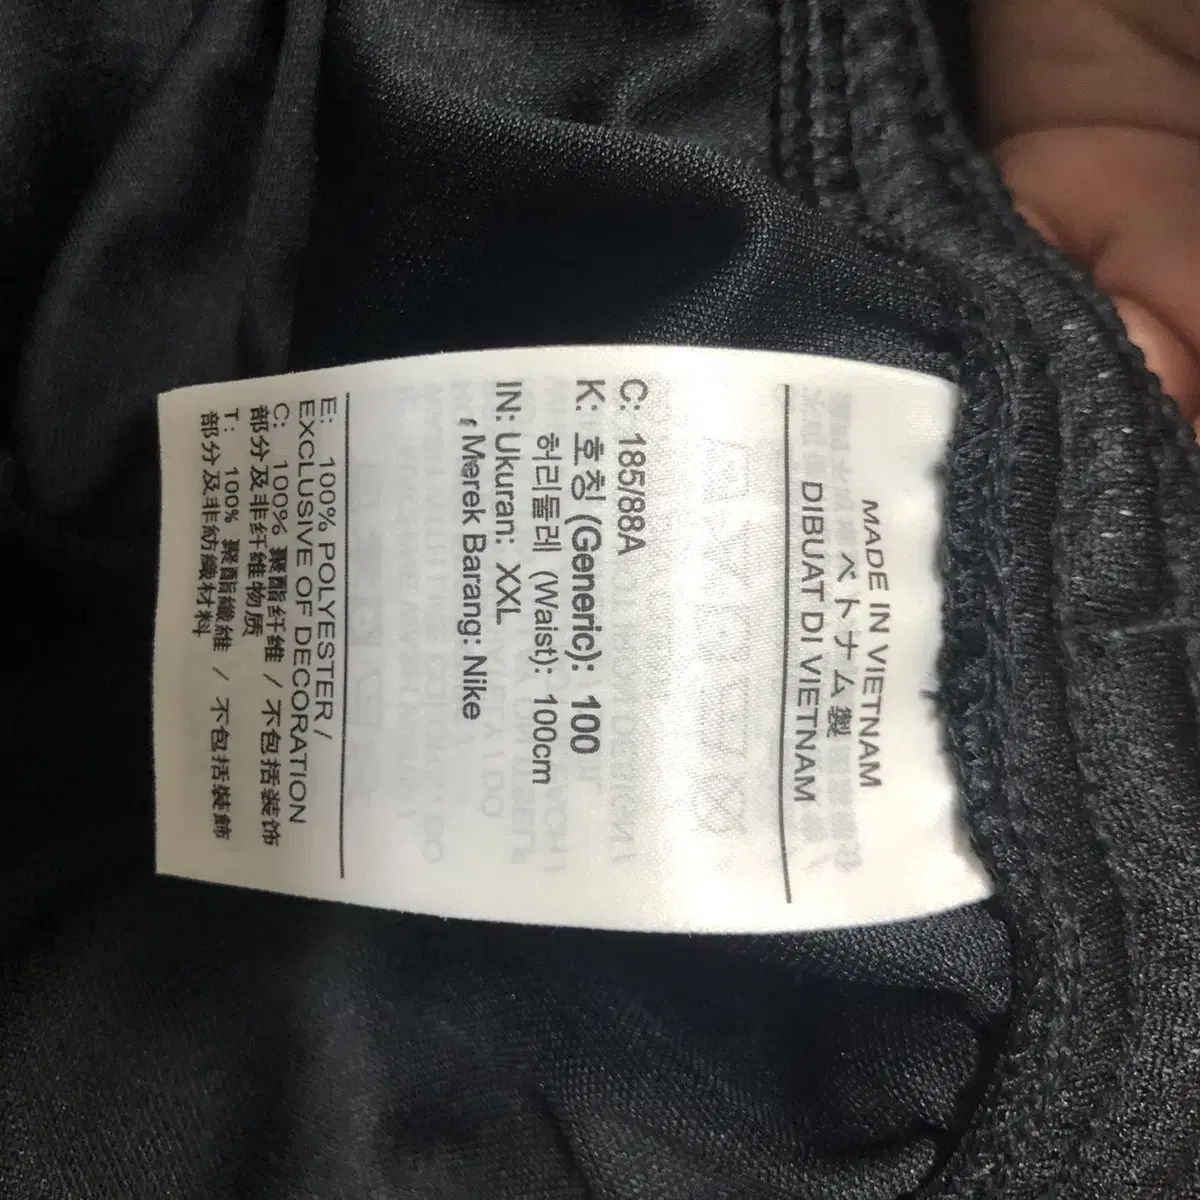 MADE IN VIETNAM
ベトナム製
DIBUAT DI VIETNAM
C: 185/88A
K: 호칭 (Generic): 100
허리둘레 (Waist): 100cm
IN: Ukuran: XXL
, Merek Barang: Nike
E: 100% POLYESTER /
EXCLUSIVE OF DECORATION
C: 100% 聚酯纤维 / 不包括装饰
部分及非纤维物质
T: 100% 聚酯纖維 / 不包括裝飾
部分及非紡織材料